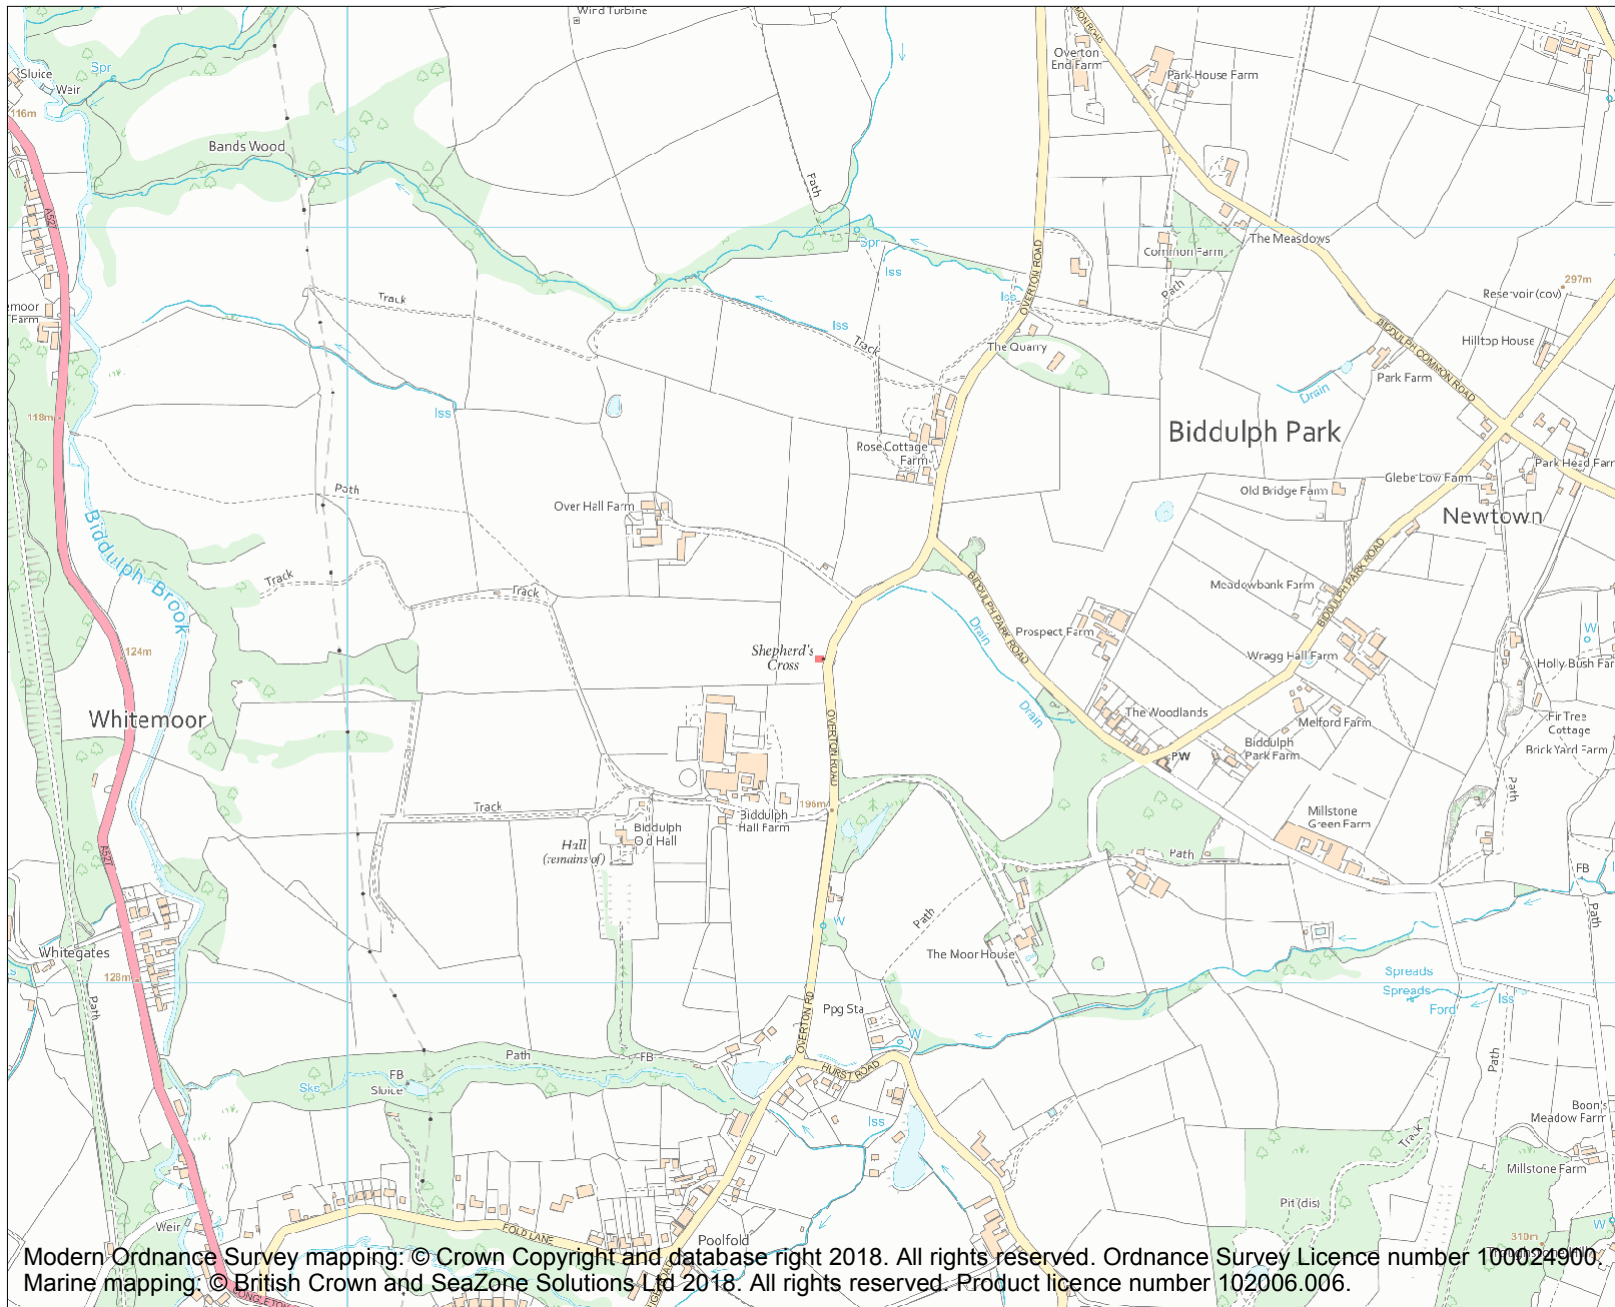 Wind Turbine
Sluice
Spr
Weir
116m
Bands Wood
A527
Path
Overton
End Farm
Park House Farm
The Measdows
Common Farm
Path
Spr
Iss
Iss
OVERTON ROAD
297m
Reservoir (cov)
BIDDULPH COMMON ROAD
Hilltop House
Park Farm
Drain
Farm
Track
Iss
Track
The Quarry
118m
Iss
Biddulph Park
Rose Cottage
Farm
Park Head Farm
Glebe Low Farm
Old Bridge Farm
Newtown
Path
Over Hall Farm
Biddulph Brook
Track
Track
BIDDULPH PARK ROAD
BIDDULPH PARK ROAD
Meadowbank Farm
Drain
Prospect Farm
Wragg Hall Farm
W
Holly Bush Far
124m
Shepherd's
Cross
Whitemoor
OVERTON ROAD
Drain
The Woodlands
Melford Farm
Fir Tree
Cottage
Brick Yard Farm
PW
Biddulph
Park Farm
Path
Track
196m
Biddulph
Hall Farm
Biddulph
Old Hall
Hall
(remains of)
Millstone
Green Farm
A527
Path
FB
Path
Path
W
Whitegates
The Moor House
128m
Path
Spreads
Spreads
Ford
Iss
OVERTON RD
Ppg Sta
W
Path
FB
Path
HURST ROAD
FB
Sluice
Iss
Boon's
Meadow Farm
Track
Millstone Farm
Pit (dis)
Weir
FOLD LANE
Poolfold
W
310m
Modern Ordnance Survey mapping: © Crown Copyright and database right 2018. All rights reserved. Ordnance Survey Licence number 100024900.
Marine mapping: © British Crown and SeaZone Solutions Ltd 2018. All rights reserved. Product licence number 102006.006.